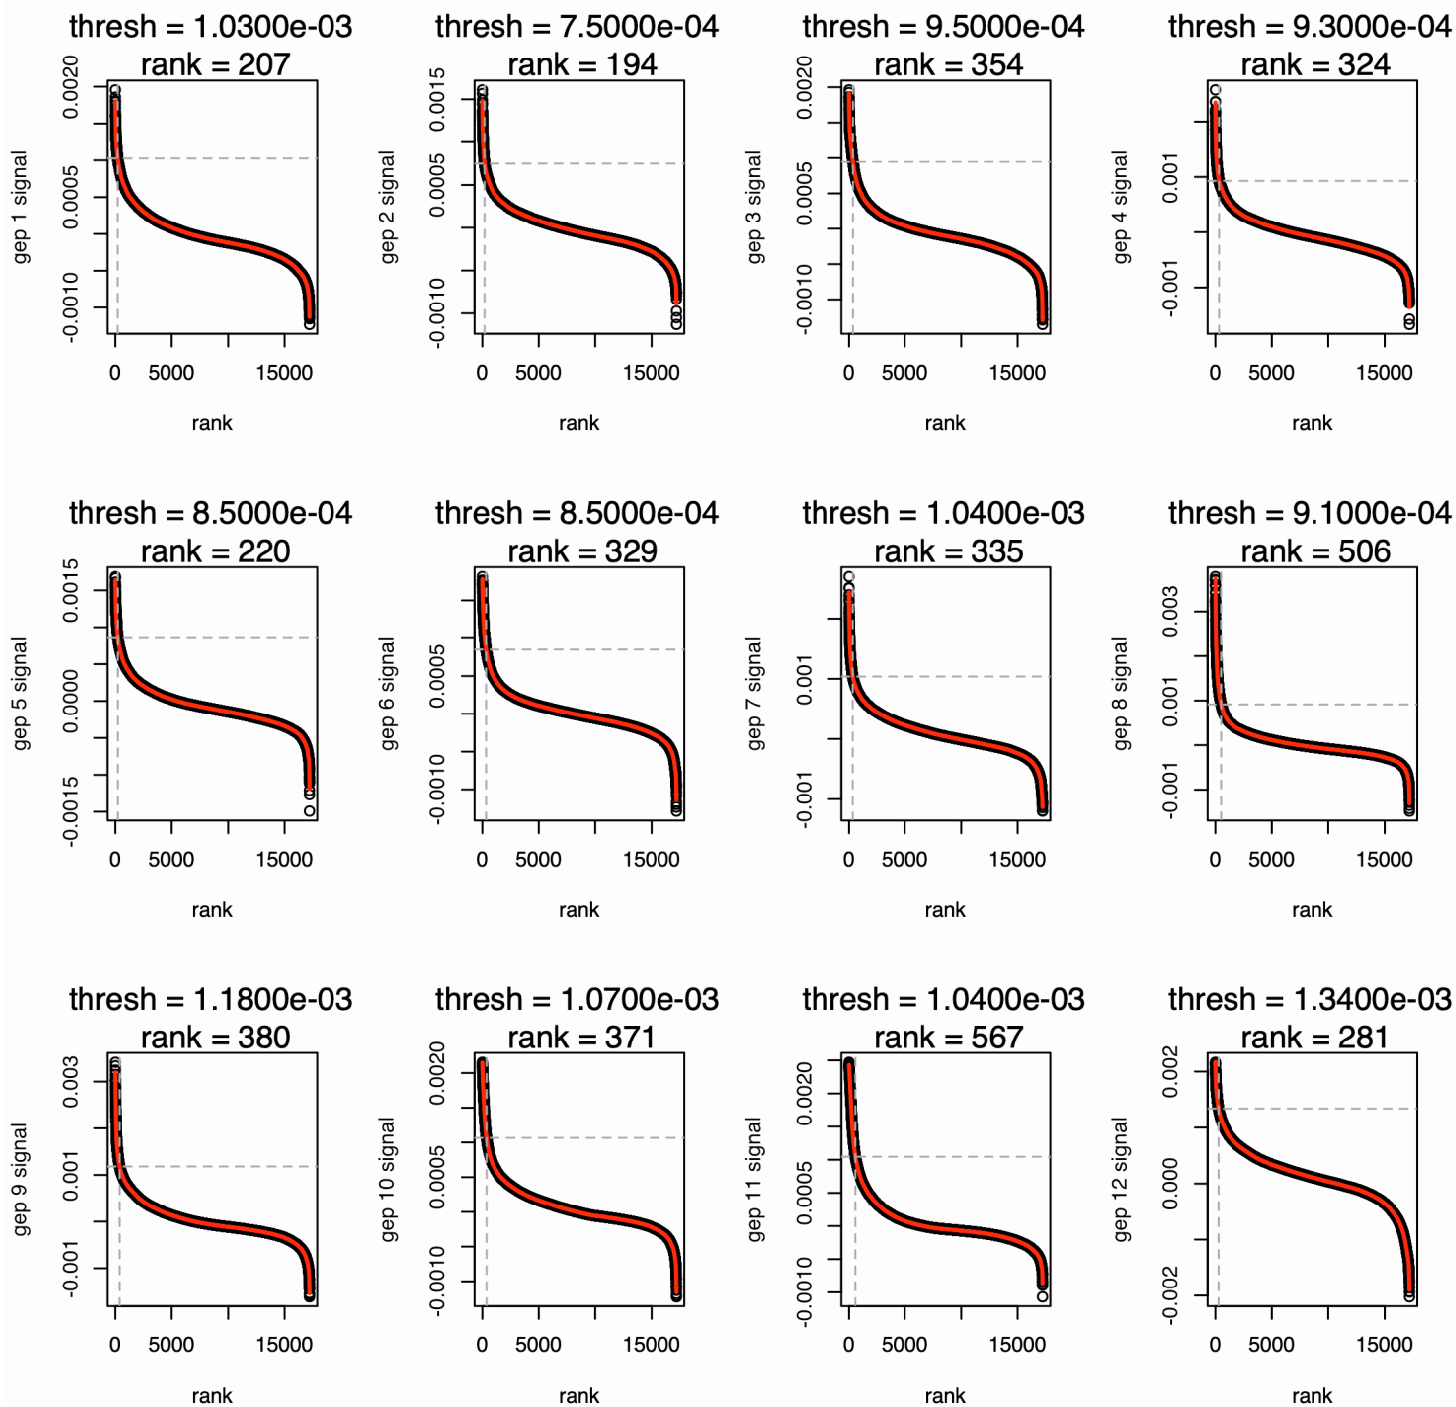 thresh = 1.0300e-03
rank = 207
gep 1 signal
0.0020
0.0005
-0.0010
0 5000 15000
rank
thresh = 7.5000e-04
rank = 194
gep 2 signal
0.0015
0.0005
-0.0010
0 5000 15000
rank
thresh = 9.5000e-04
rank = 354
gep 3 signal
0.0020
0.0005
-0.0010
0 5000 15000
rank
thresh = 9.3000e-04
rank = 324
gep 4 signal
0.001
-0.001
0 5000 15000
rank
thresh = 8.5000e-04
rank = 220
gep 5 signal
0.0015
0.0000
-0.0015
0 5000 15000
rank
thresh = 8.5000e-04
rank = 329
gep 6 signal
0.0005
-0.0010
0 5000 15000
rank
thresh = 1.0400e-03
rank = 335
gep 7 signal
0.001
-0.001
0 5000 15000
rank
thresh = 9.1000e-04
rank = 506
gep 8 signal
0.003
0.001
-0.001
0 5000 15000
rank
thresh = 1.1800e-03
rank = 380
gep 9 signal
0.003
0.001
-0.001
0 5000 15000
rank
thresh = 1.0700e-03
rank = 371
gep 10 signal
0.0020
0.0005
-0.0010
0 5000 15000
rank
thresh = 1.0400e-03
rank = 567
gep 11 signal
0.0020
0.0005
-0.0010
0 5000 15000
rank
thresh = 1.3400e-03
rank = 281
gep 12 signal
0.002
0.000
-0.002
0 5000 15000
rank